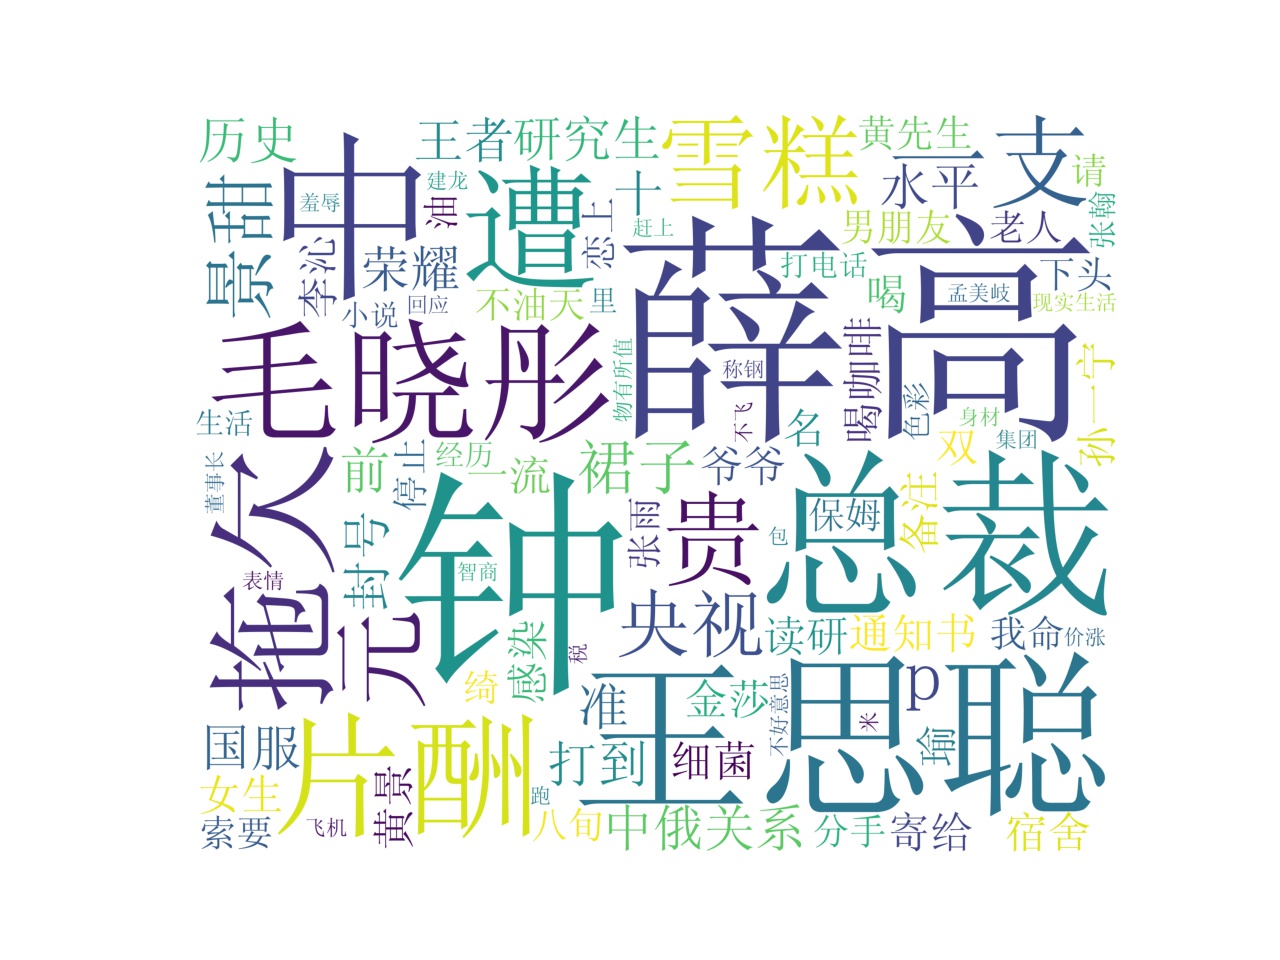 历史
王者
研究生
雪糕
黄先生
支
请
水平
一
甜
中
羞辱
建龙
油
遭
恋上
十
赶上
男朋友
老人
张翰
景
李沁
荣耀
打电话
喝
下头
孟美岐
现实生活
小说
回应
不油天
里
薛
高
毛晓彤
物有所值
称钢
喝咖啡
孙一宁
生活
不飞
名
色彩
身材
双
集团
董事长
欠
前
停止
经历
一流
裙子
爷爷
总裁
保姆
备注
封号
钟
智商
张雨
贵
包
表情
拖
元
感染
税
央视
读研
通知书
我命
价涨
绮
准
王思聪
金莎
不好意思
米
p
瑜
国服
片酬
打到
细菌
女生
黄景
跑
索要
飞机
八旬
中俄关系
分手
寄给
宿舍